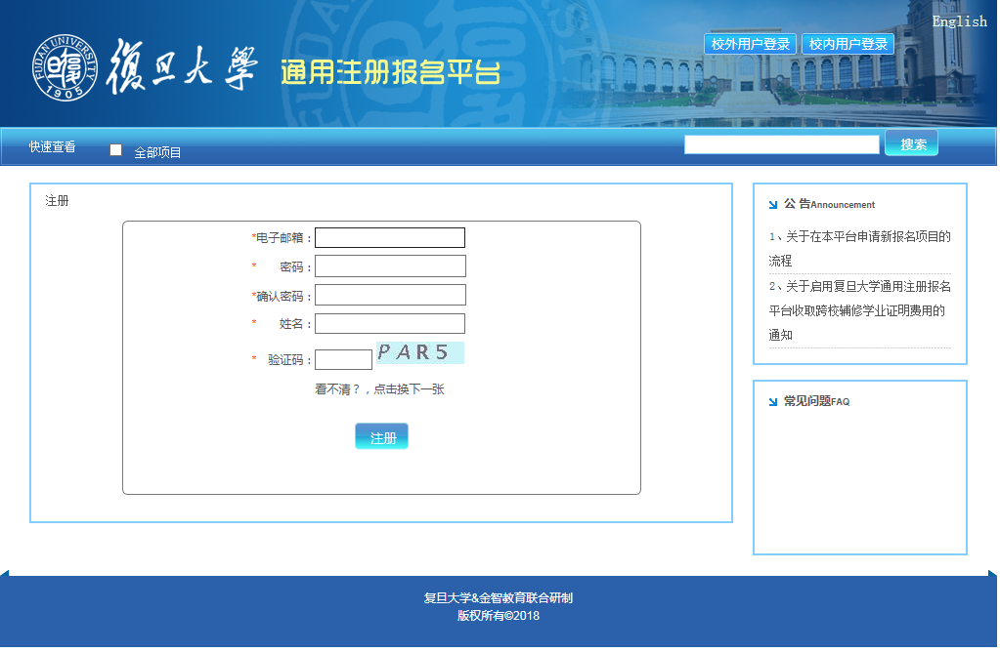 English
校外用户登录 校内用户登录
FUDAN UNIVERSITY
1905
復旦大學
通用注册报名平台
快速查看 全部项目 搜索
注册
*电子邮箱：
* 密码：
*确认密码：
* 姓名：
* 验证码： PAR5
看不清？，点击换下一张
注册
公 告Announcement
1、关于在本平台申请新报名项目的
流程
2、关于启用复旦大学通用注册报名
平台收取跨校辅修学业证明费用的
通知
常见问题FAQ
复旦大学&金智教育联合研制
版权所有©2018